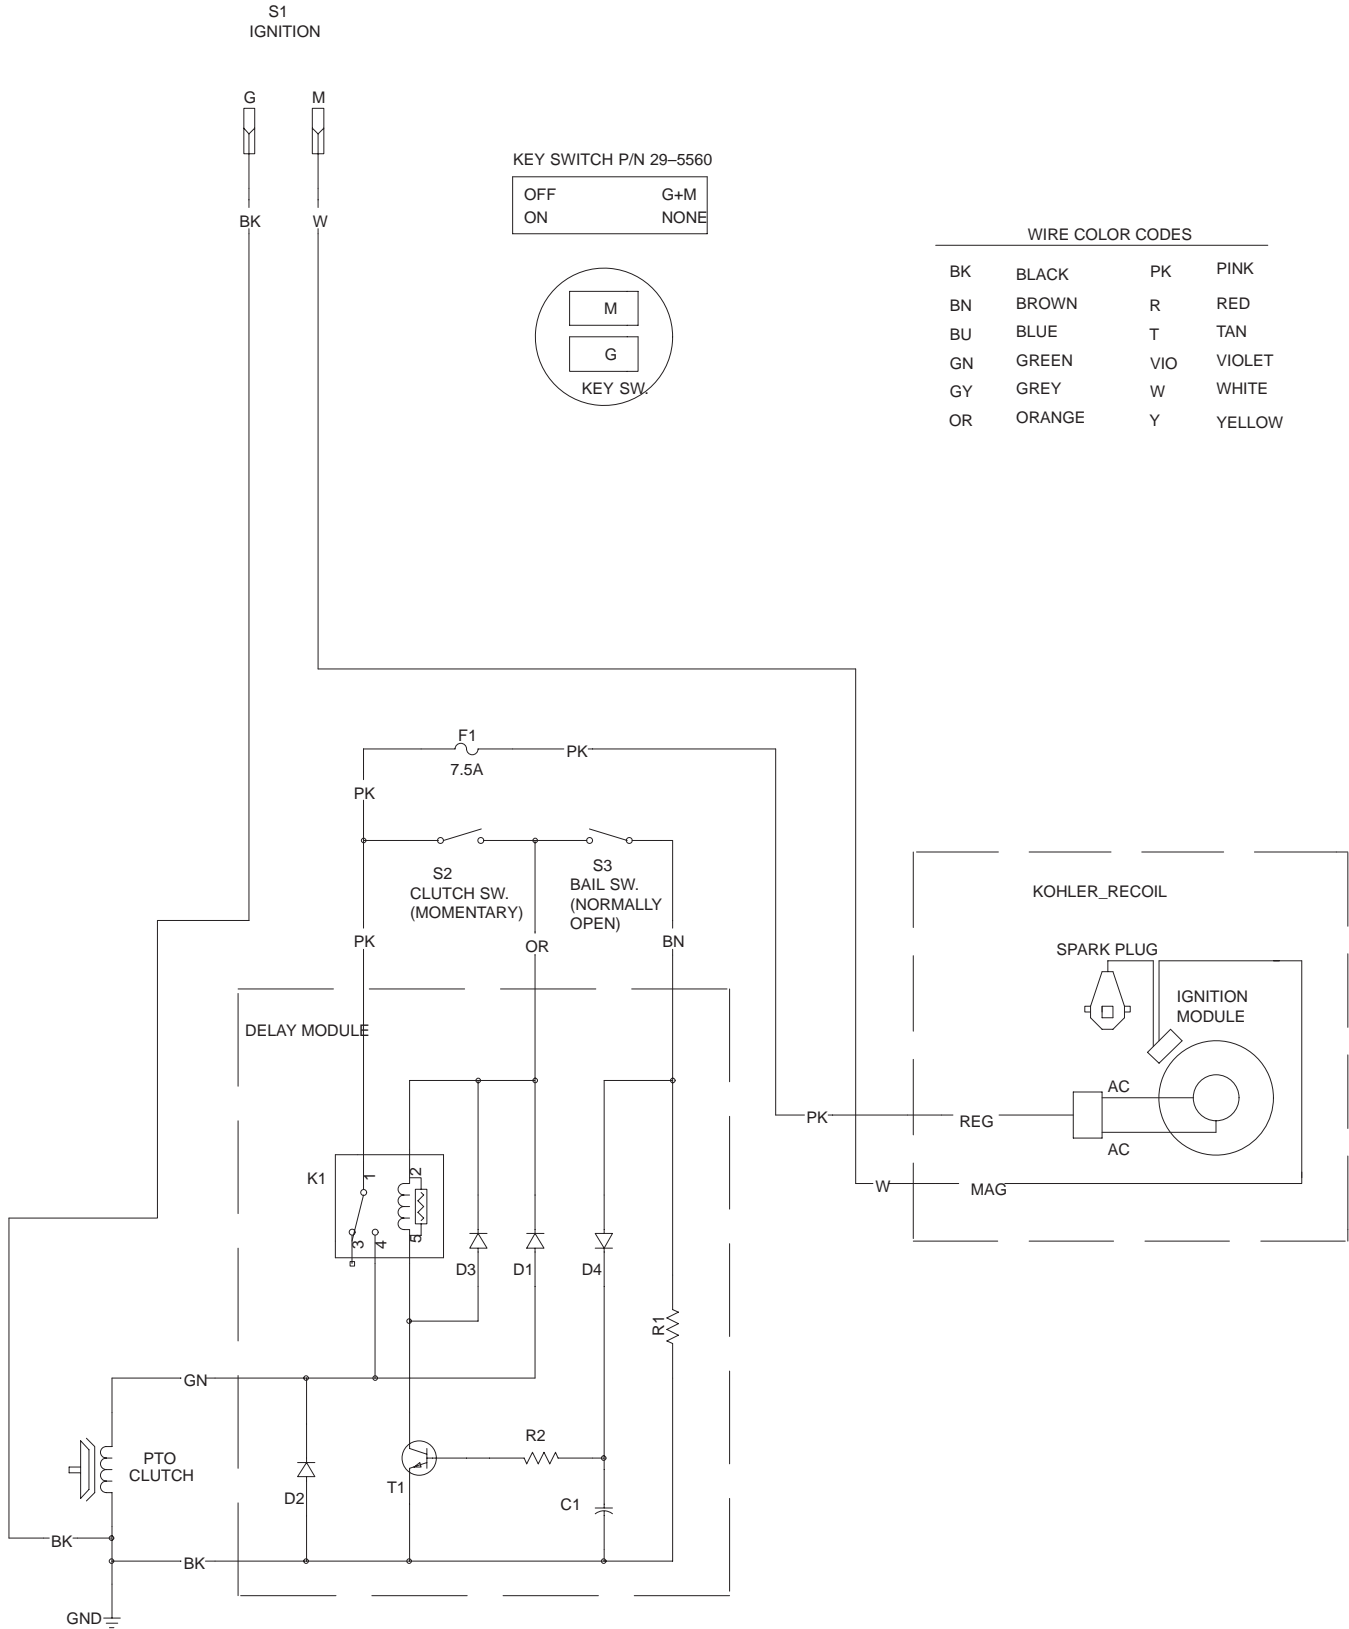 S1
IGNITION
G
M
BK
W
KEY SWITCH P/N 29–5560
OFF G+M
ON NONE
M
G
KEY SW.
WIRE COLOR CODES
BK BLACK PK PINK
BN BROWN R RED
BU BLUE T TAN
GN GREEN VIO VIOLET
GY GREY W WHITE
OR ORANGE Y YELLOW
F1
7.5A
PK
PK
S2
CLUTCH SW.
(MOMENTARY)
S3
BAIL SW.
(NORMALLY
OPEN)
PK
OR
BN
KOHLER_RECOIL
SPARK PLUG
IGNITION
MODULE
DELAY MODULE
AC
AC
PK
REG
W
MAG
K1
1
2
3
4
5
D3
D1
D4
R1
GN
PTO
CLUTCH
D2
T1
R2
C1
BK
BK
GND